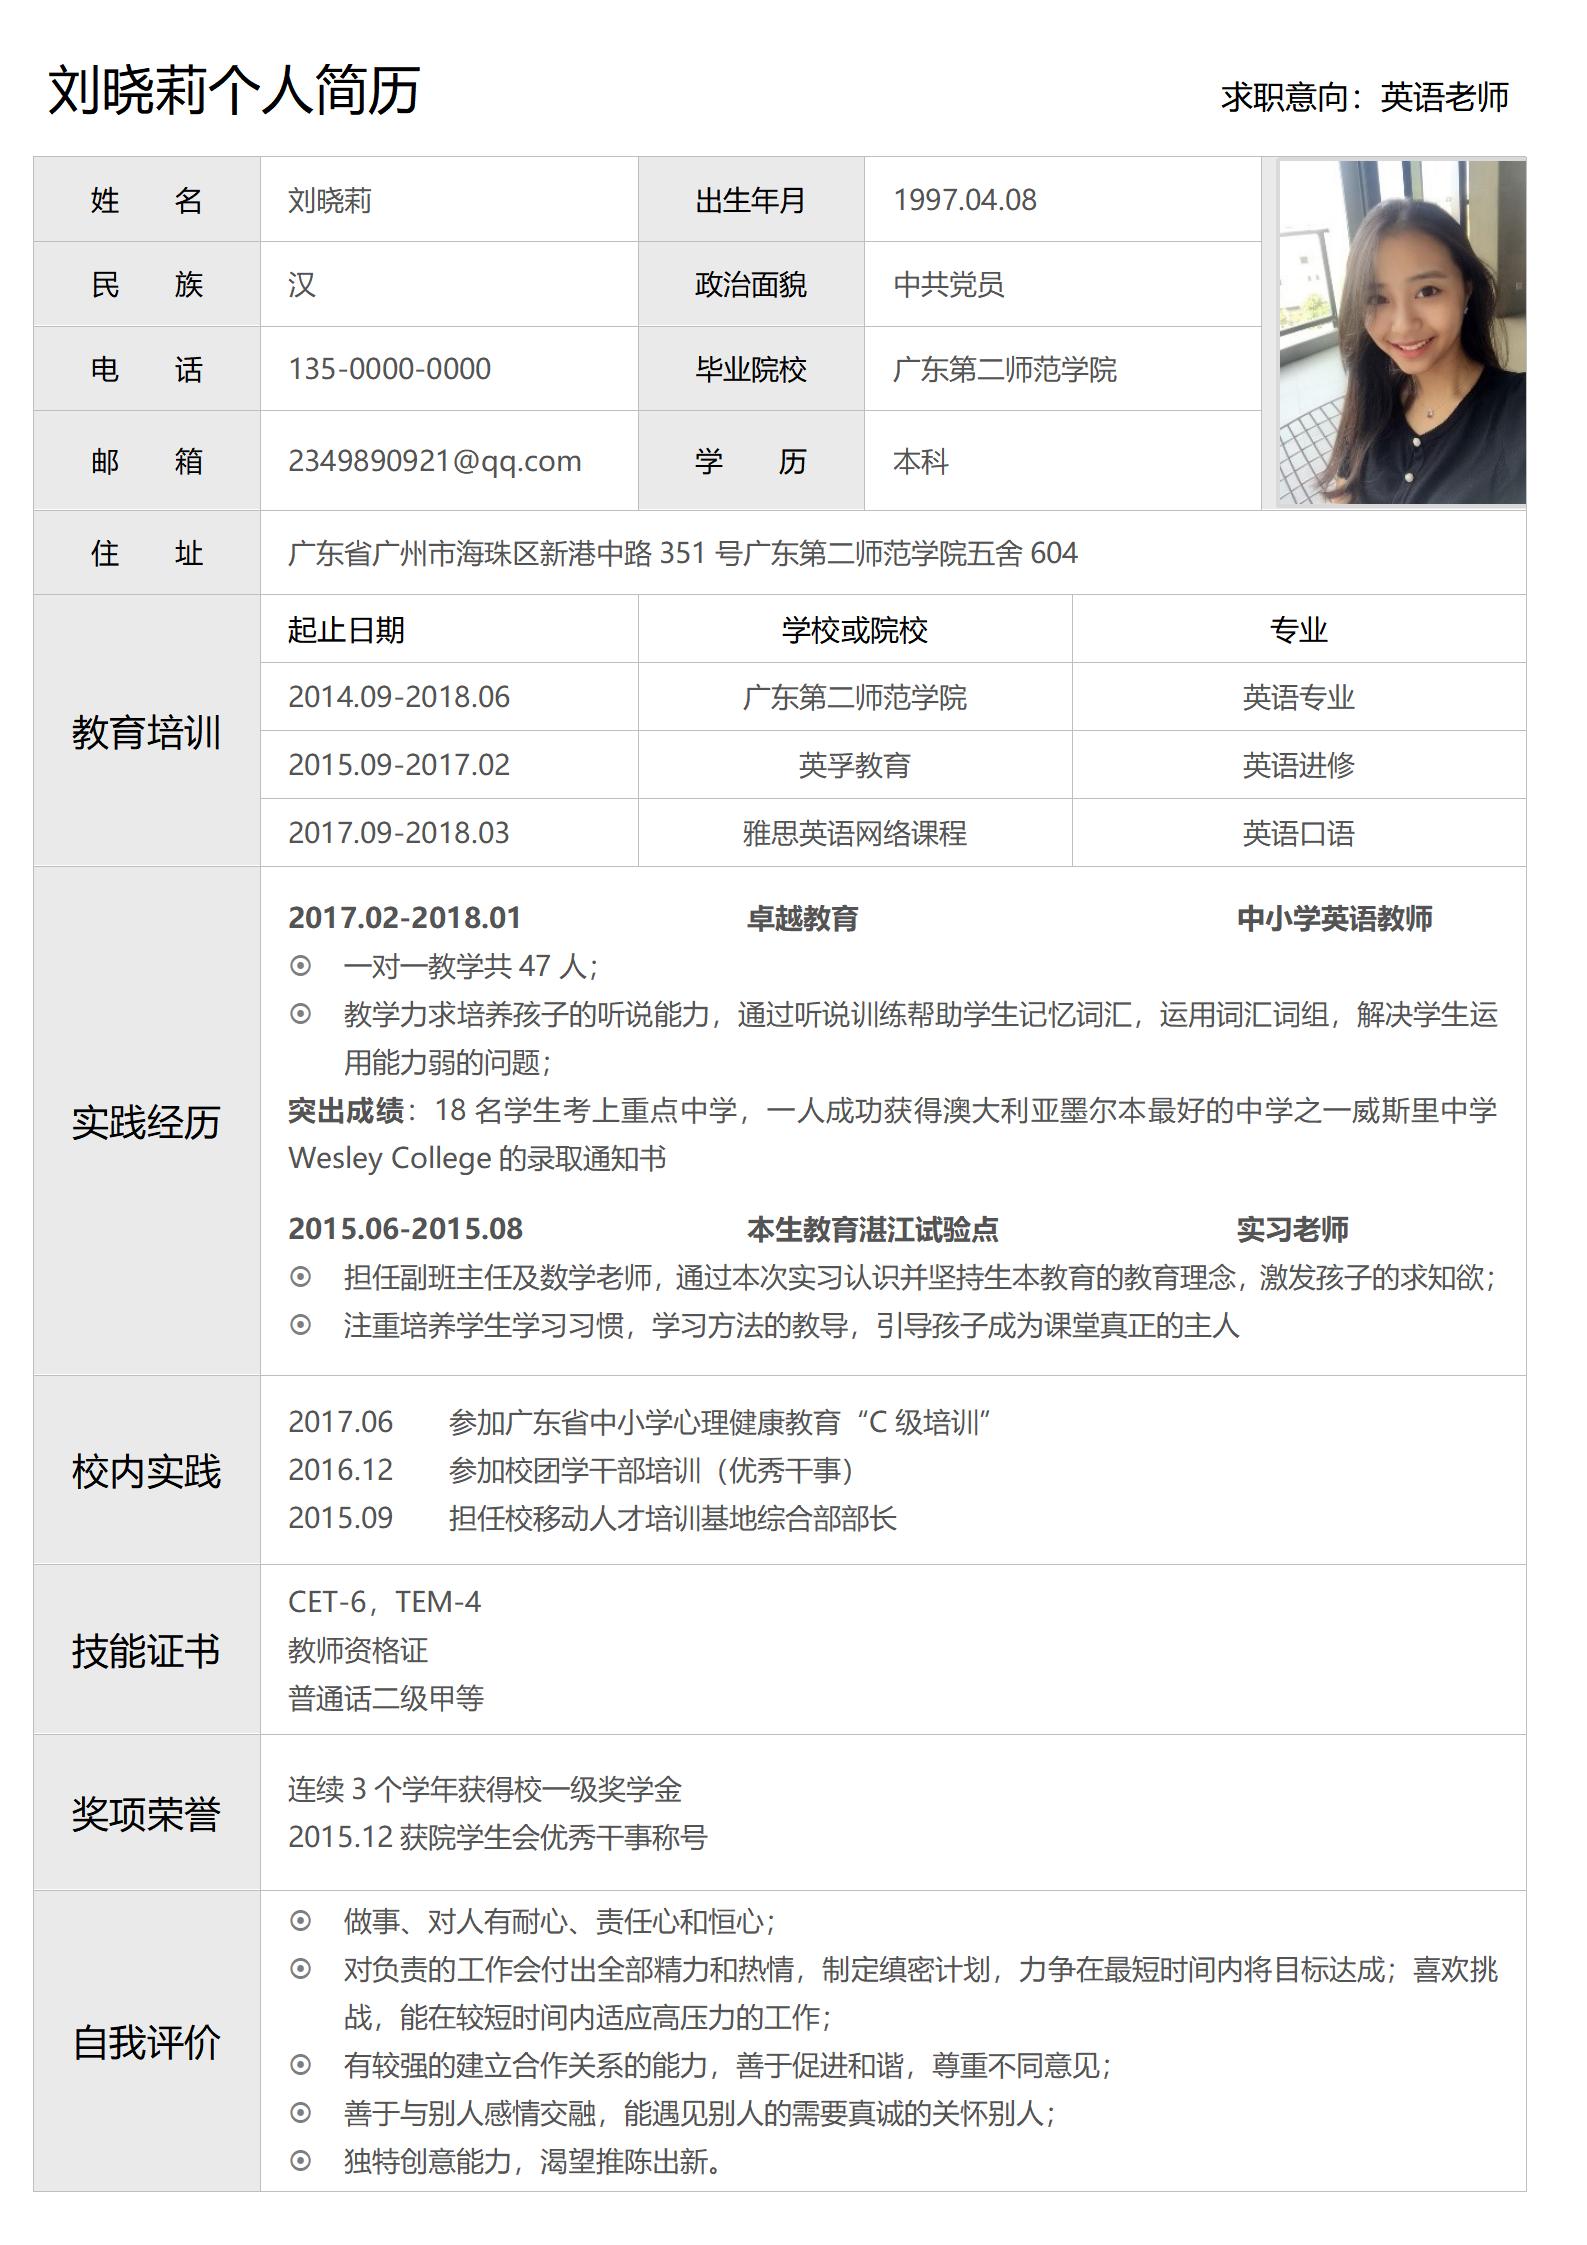 刘晓莉个人简历
求职意向：英语老师
姓 名 刘晓莉 出生年月 1997.04.08
民 族 汉 政治面貌 中共党员
电 话 135-0000-0000 毕业院校 广东第二师范学院
邮 箱 2349890921@qq.com 学 历 本科
住 址 广东省广州市海珠区新港中路 351 号广东第二师范学院五舍 604
教育培训
起止日期 学校或院校 专业
2014.09-2018.06 广东第二师范学院 英语专业
2015.09-2017.02 英孚教育 英语进修
2017.09-2018.03 雅思英语网络课程 英语口语
实践经历
2017.02-2018.01 卓越教育 中小学英语教师
一对一教学共 47 人；
教学力求培养孩子的听说能力，通过听说训练帮助学生记忆词汇，运用词汇词组，解决学生运
用能力弱的问题；
突出成绩：18 名学生考上重点中学，一人成功获得澳大利亚墨尔本最好的中学之一威斯里中学
Wesley College 的录取通知书
2015.06-2015.08 本生教育湛江试验点 实习老师
担任副班主任及数学老师，通过本次实习认识并坚持生本教育的教育理念，激发孩子的求知欲；
注重培养学生学习习惯，学习方法的教导，引导孩子成为课堂真正的主人
校内实践
2017.06 参加广东省中小学心理健康教育“C 级培训”
2016.12 参加校团学干部培训（优秀干事）
2015.09 担任校移动人才培训基地综合部部长
技能证书
CET-6，TEM-4
教师资格证
普通话二级甲等
奖项荣誉
连续 3 个学年获得校一级奖学金
2015.12 获院学生会优秀干事称号
自我评价
做事、对人有耐心、责任心和恒心；
对负责的工作会付出全部精力和热情，制定缜密计划，力争在最短时间内将目标达成；喜欢挑
战，能在较短时间内适应高压力的工作；
有较强的建立合作关系的能力，善于促进和谐，尊重不同意见；
善于与别人感情交融，能遇见别人的需要真诚的关怀别人；
独特创意能力，渴望推陈出新。